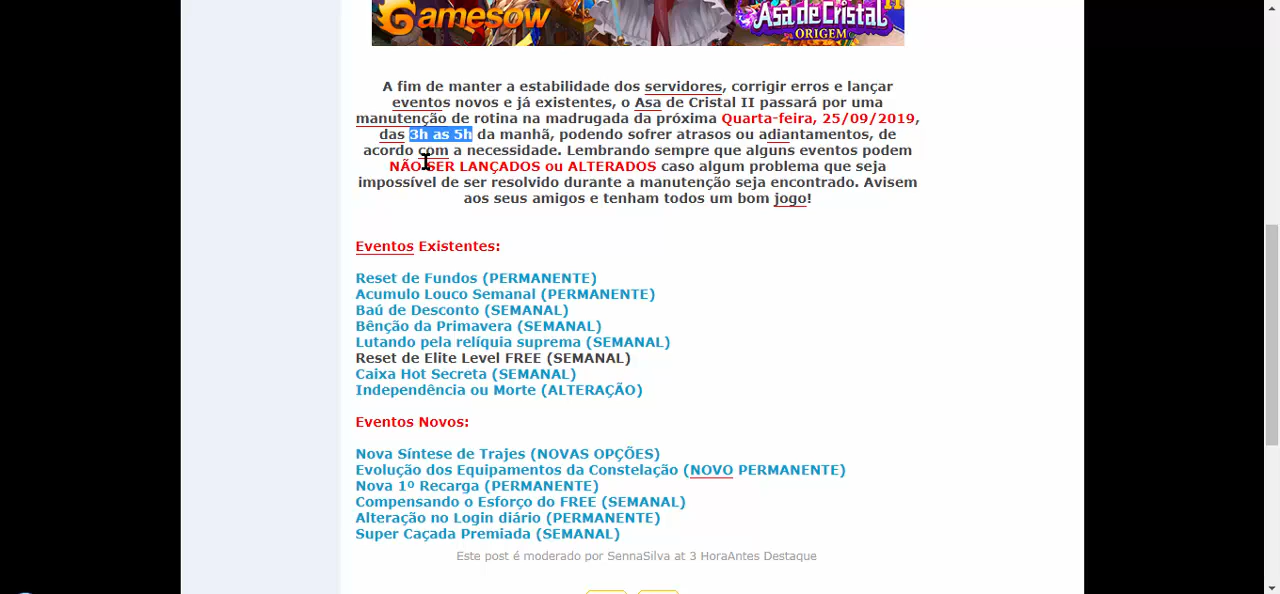 Gamesow
Asa de Cristal II
ORIGEM
A fim de manter a estabilidade dos servidores, corrigir erros e lançar
eventos novos e já existentes, o Asa de Cristal II passará por uma
manutenção de rotina na madrugada da próxima Quarta-feira, 25/09/2019,
das 3h as 5h da manhã, podendo sofrer atrasos ou adiantamentos, de
acordo com a necessidade. Lembrando sempre que alguns eventos podem
NÃO SER LANÇADOS ou ALTERADOS caso algum problema que seja
impossível de ser resolvido durante a manutenção seja encontrado. Avisem
aos seus amigos e tenham todos um bom jogo!
Eventos Existentes:
Reset de Fundos (PERMANENTE)
Acumulo Louco Semanal (PERMANENTE)
Baú de Desconto (SEMANAL)
Bênção da Primavera (SEMANAL)
Lutando pela relíquia suprema (SEMANAL)
Reset de Elite Level FREE (SEMANAL)
Caixa Hot Secreta (SEMANAL)
Independência ou Morte (ALTERAÇÃO)
Eventos Novos:
Nova Síntese de Trajes (NOVAS OPÇÕES)
Evolução dos Equipamentos da Constelação (NOVO PERMANENTE)
Nova 1º Recarga (PERMANENTE)
Compensando o Esforço do FREE (SEMANAL)
Alteração no Login diário (PERMANENTE)
Super Caçada Premiada (SEMANAL)
Este post é moderado por SennaSilva at 3 HoraAntes Destaque